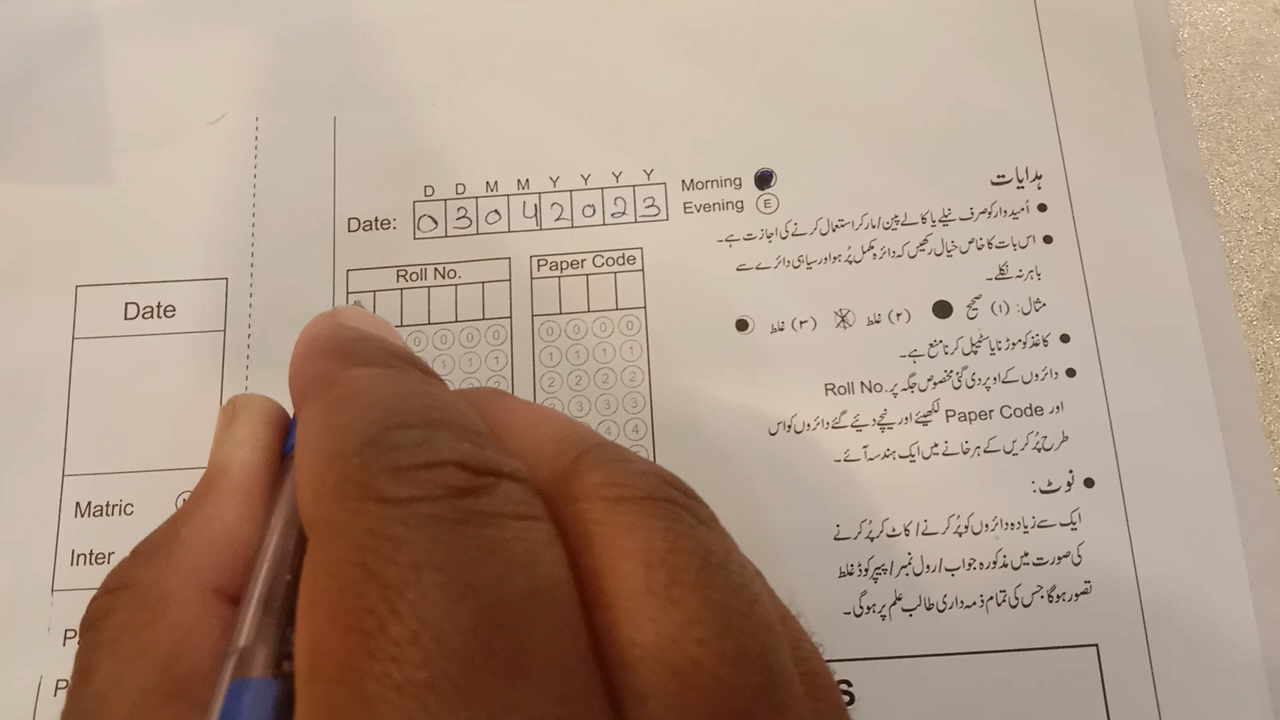 D D M M Y Y Y Y
Date: 0 3 0 4 2 0 2 3
Morning
Evening E
Roll No.
Paper Code
0 0 0 0
1 1 1
0 0 0 0
1 1 1 1
2 2 2 2
3 3 3
4 4
Date
Matric
Inter
ہدایات
● اُمیدوار کو صرف نیلے یا کالے پین/مارکر استعمال کرنے کی اجازت ہے۔
● اس بات کا خاص خیال رکھیں کہ دائرہ مکمل پُر ہو اور سیاہی دائرے سے
باہر نہ نکلے۔
مثال: (۱) صحیح (۲) غلط (۳) غلط
● کاغذ کو موڑنا یا سٹیپل کرنا منع ہے۔
● دائروں کے اوپر دی گئی مخصوص جگہ پر Roll No.
اور Paper Code لکھیئے اور نیچے دیئے گئے دائروں کو اس
طرح پُر کریں کے ہر خانے میں ایک ہندسہ آئے۔
● نوٹ:
ایک سے زیادہ دائروں کو پُر کرنے/ کاٹ کر پُر کرنے
کی صورت میں مذکورہ جواب/رول نمبر/پیپر کوڈ غلط
تصور ہوگا جس کی تمام ذمہ داری طالب علم پر ہوگی۔